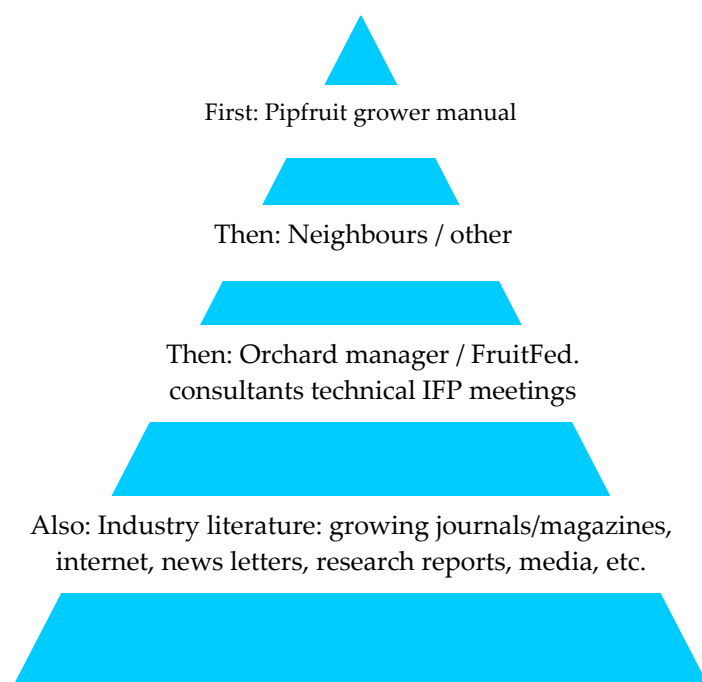 First: Pipfruit grower manual
Then: Neighbours / other
Then: Orchard manager / FruitFed.
consultants technical IFP meetings
Also: Industry literature: growing journals/magazines,
internet, news letters, research reports, media, etc.